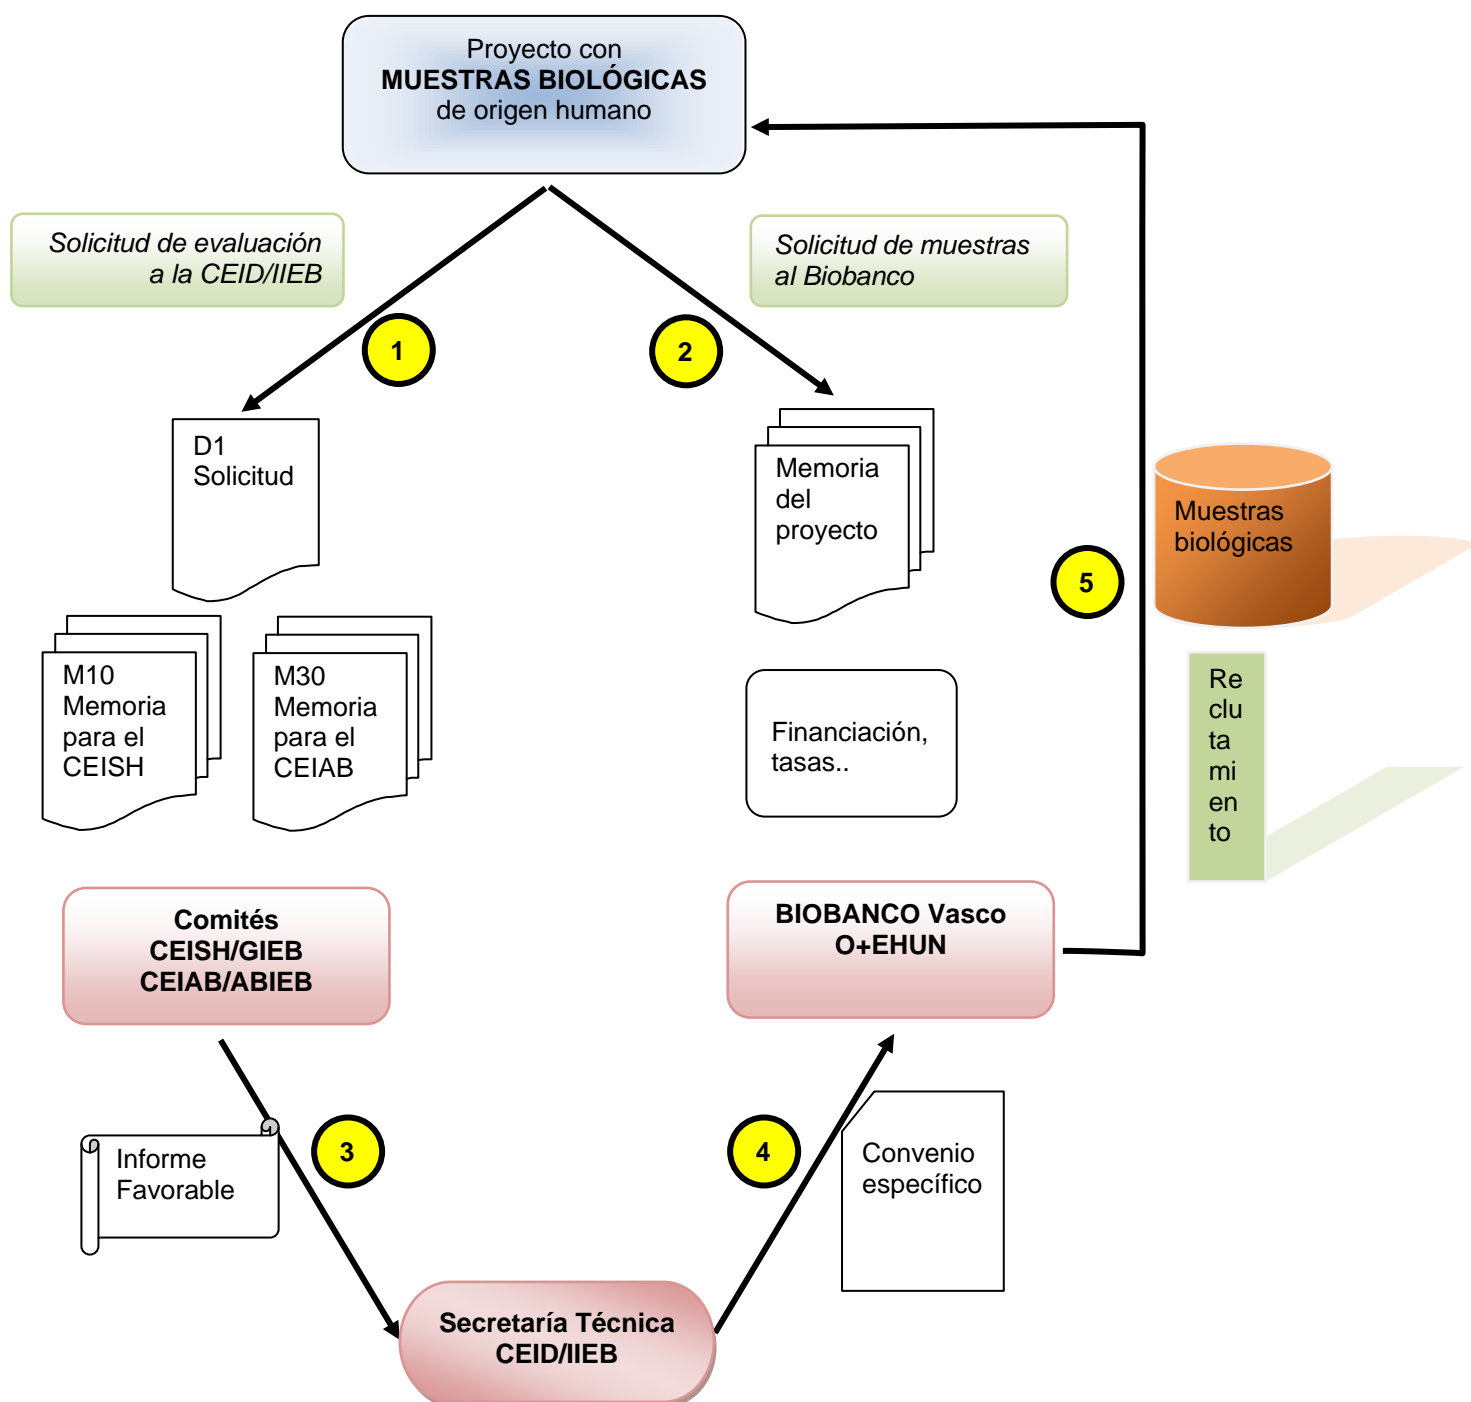 Proyecto con
MUESTRAS BIOLÓGICAS
de origen humano
Solicitud de evaluación
a la CEID/IIEB
Solicitud de muestras
al Biobanco
1
2
D1
Solicitud
Memoria
del
proyecto
Muestras
biológicas
5
M10
Memoria
para el
CEISH
M30
Memoria
para el
CEIAB
Financiación,
tasas..
Re
clu
ta
mi
en
to
Comités
CEISH/GIEB
CEIAB/ABIEB
BIOBANCO Vasco
O+EHUN
Informe
Favorable
3
4
Convenio
específico
Secretaría Técnica
CEID/IIEB